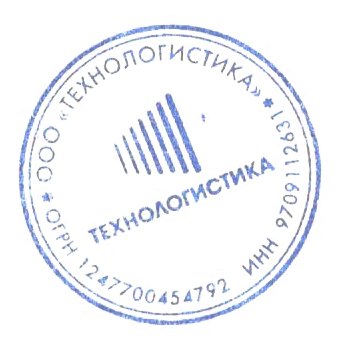 ООО «ТЕХНОЛОГИСТИКА»
ТЕХНОЛОГИСТИКА
ОГРН 1247700454792
ИНН 9709112631